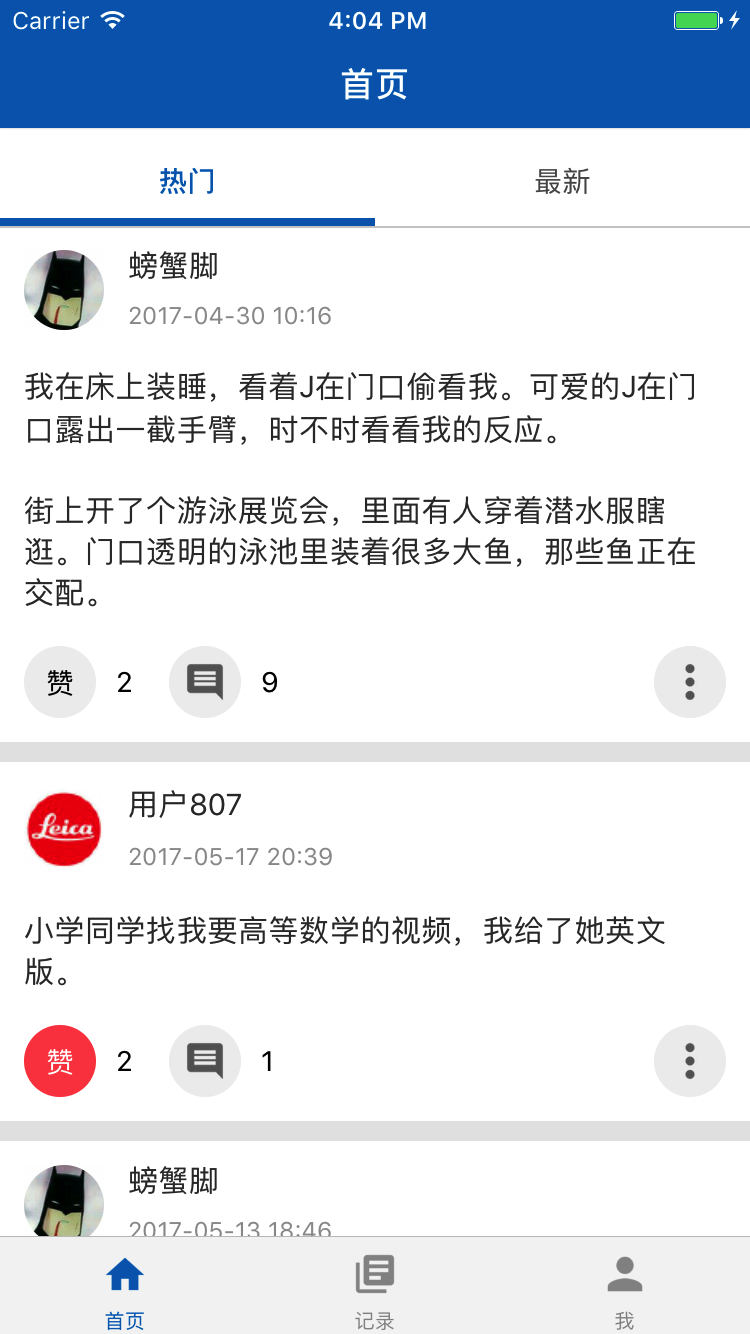 Carrier 4:04 PM
首页
热门 最新
螃蟹脚
2017-04-30 10:16
我在床上装睡，看着J在门口偷看我。可爱的J在门
口露出一截手臂，时不时看看我的反应。
街上开了个游泳展览会，里面有人穿着潜水服瞎
逛。门口透明的泳池里装着很多大鱼，那些鱼正在
交配。
赞 2 9
用户807
Leica
2017-05-17 20:39
小学同学找我要高等数学的视频，我给了她英文
版。
赞 2 1
螃蟹脚
2017-05-13 18:46
首页 记录 我